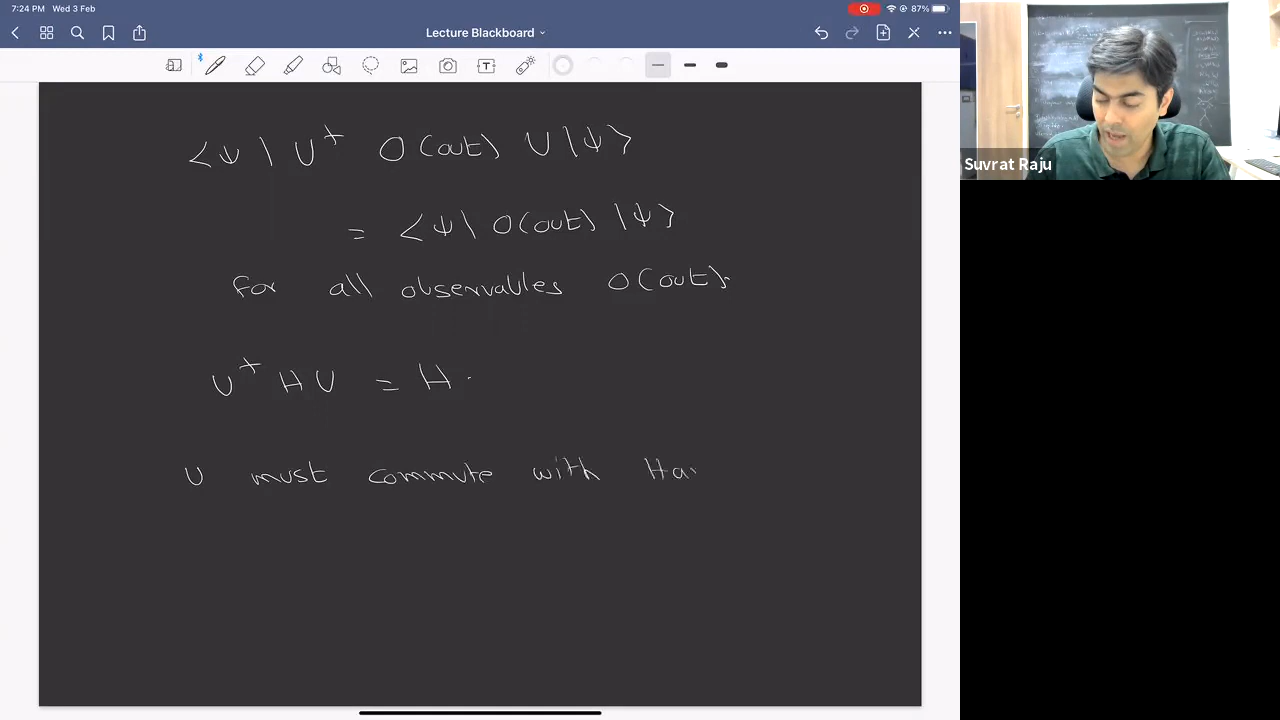 7:24 PM Wed 3 Feb
87%
Lecture Blackboard
<ψ| U† O(out) U|ψ>
= <ψ| O(out) |ψ>
for all observables O(out).
U† H U = H.
U must commute with Ha
Suvrat Raju